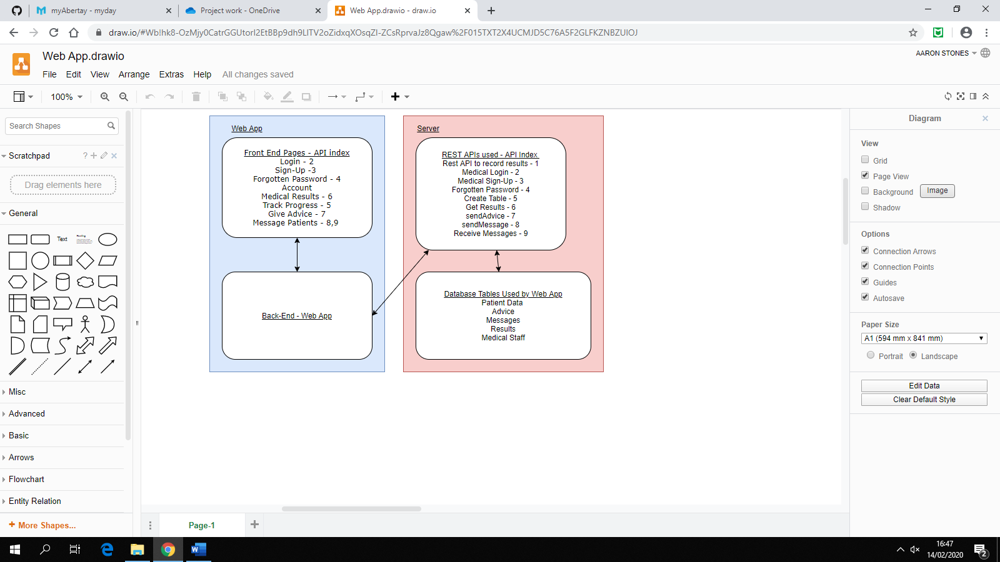 myAbertay - myday
Project work - OneDrive
Web App.drawio - draw.io
draw.io/#Wb!hk8-OzMjy0CatrGGUtorI2EtBBp9dh9LITV2oZidxqXOsqZI-ZCsRprvaJz8Qgaw%2F015TXT2X4UCMJD5C76A5F2GLFKZNBZUIOJ
Web App.drawio
AARON STONES
File Edit View Arrange Extras Help All changes saved
100%
Search Shapes
Scratchpad
?
Drag elements here
General
Text
Heading
Misc
Advanced
Basic
Arrows
Flowchart
Entity Relation
+ More Shapes...
Web App
Front End Pages - API index
Login - 2
Sign-Up -3
Forgotten Password - 4
Account
Medical Results - 6
Track Progress - 5
Give Advice - 7
Message Patients - 8,9
Back-End - Web App
Server
REST APIs used - API Index
Rest API to record results - 1
Medical Login - 2
Medical Sign-Up - 3
Forgotten Password - 4
Create Table - 5
Get Results - 6
sendAdvice - 7
sendMessage - 8
Receive Messages - 9
Database Tables Used by Web App
Patient Data
Advice
Messages
Results
Medical Staff
Page-1
Diagram
View
Grid
Page View
Background
Image
Shadow
Options
Connection Arrows
Connection Points
Guides
Autosave
Paper Size
A1 (594 mm x 841 mm)
Portrait Landscape
Edit Data
Clear Default Style
16:47
14/02/2020
2